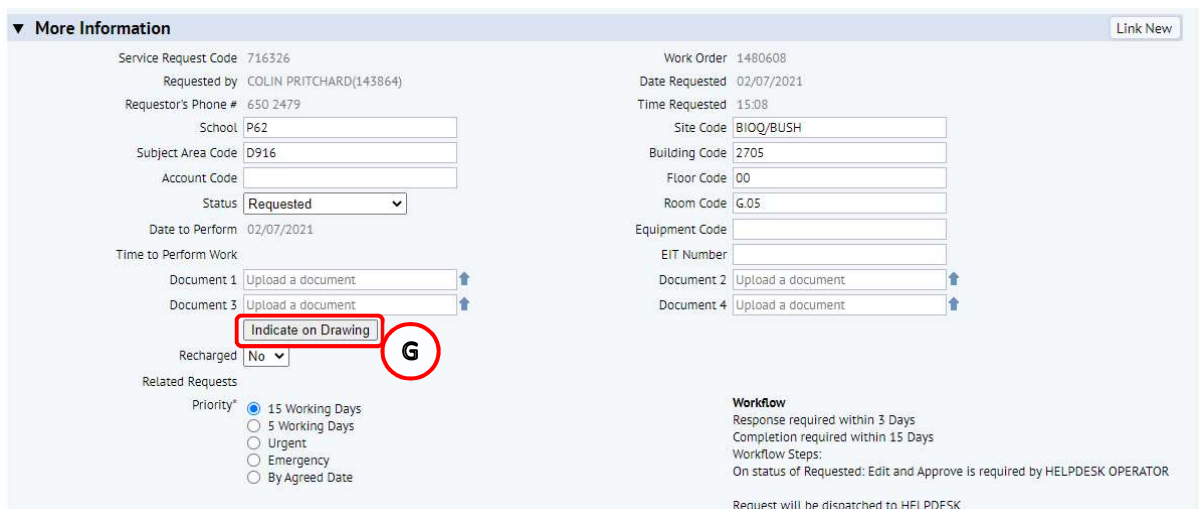 ▼ More Information
Link New
Service Request Code 716326
Work Order 1480608
Requested by COLIN PRITCHARD(143864)
Date Requested 02/07/2021
Requestor's Phone # 650 2479
Time Requested 15:08
School P62
Site Code BIOQ/BUSH
Subject Area Code D916
Building Code 2705
Account Code
Floor Code 00
Status Requested
Room Code G.05
Date to Perform 02/07/2021
Equipment Code
Time to Perform Work
EIT Number
Document 1 Upload a document
Document 2 Upload a document
Document 3 Upload a document
Document 4 Upload a document
Indicate on Drawing
G
Recharged No
Related Requests
Priority*
15 Working Days
5 Working Days
Urgent
Emergency
By Agreed Date
Workflow
Response required within 3 Days
Completion required within 15 Days
Workflow Steps:
On status of Requested: Edit and Approve is required by HELPDESK OPERATOR
Request will be dispatched to HELPDESK